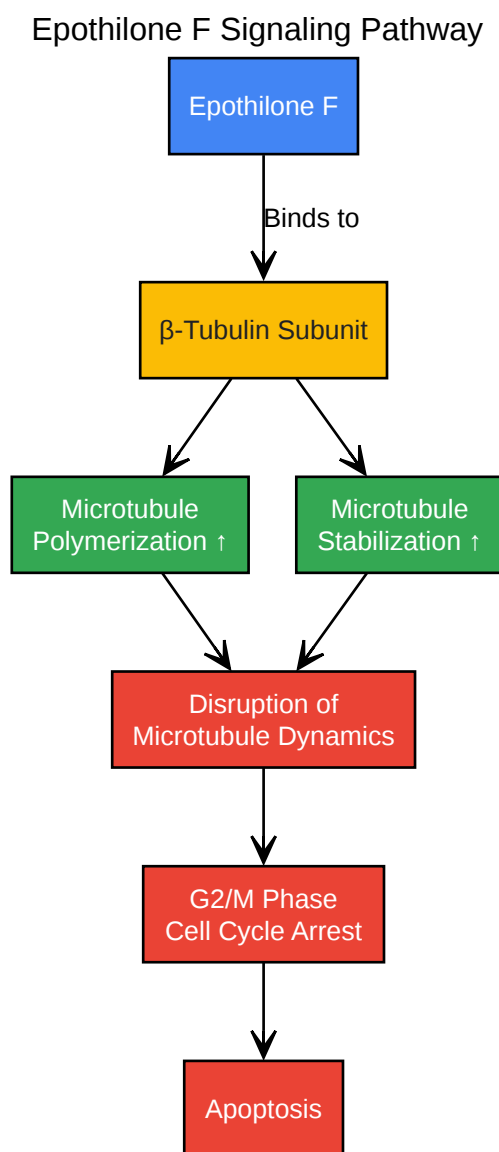 Epothilone F Signaling Pathway
Epothilone F
Binds to
β-Tubulin Subunit
Microtubule
Polymerization ↑
Microtubule
Stabilization ↑
Disruption of
Microtubule Dynamics
G2/M Phase
Cell Cycle Arrest
Apoptosis